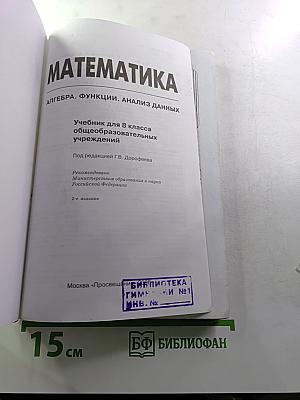 МАТЕМАТИКА
АЛГЕБРА. ФУНКЦИИ. АНАЛИЗ ДАННЫХ
Учебник для 8 класса
общеобразовательных
учреждений
Под редакцией Г.В. Дорофеева
Рекомендовано
Министерством образования и науки
Российской Федерации
2-е издание
Москва «Просвещение»
БИБЛИОТЕКА
ГИМНАЗИИ №1
ИНВ. №
15 см
БФ БИБЛИОФАН